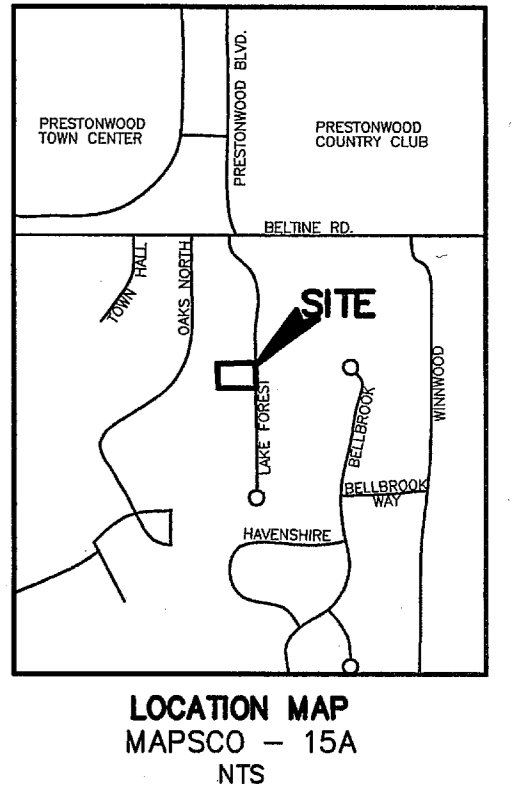 PRESTONWOOD BLVD.
PRESTONWOOD
TOWN CENTER
PRESTONWOOD
COUNTRY CLUB
BELTINE RD.
TOWN HALL
OAKS NORTH
SITE
LAKE FOREST
BELLBROOK
WINNWOOD
BELLBROOK
WAY
HAVENSHIRE
LOCATION MAP
MAPSCO – 15A
NTS